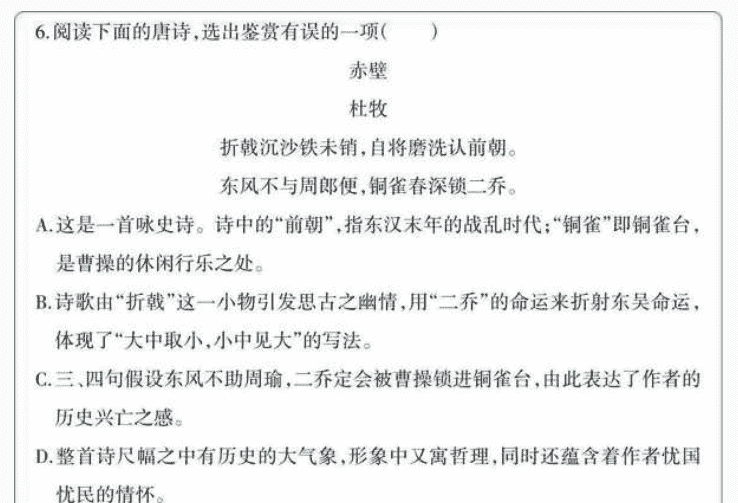 6.阅读下面的唐诗,选出鉴赏有误的一项(　　)
赤壁
杜牧
折戟沉沙铁未销,自将磨洗认前朝。
东风不与周郎便,铜雀春深锁二乔。
A.这是一首咏史诗。诗中的“前朝”,指东汉末年的战乱时代;“铜雀”即铜雀台,
是曹操的休闲行乐之处。
B.诗歌由“折戟”这一小物引发思古之幽情,用“二乔”的命运来折射东吴命运,
体现了“大中取小,小中见大”的写法。
C.三、四句假设东风不助周瑜,二乔定会被曹操锁进铜雀台,由此表达了作者的
历史兴亡之感。
D.整首诗尺幅之中有历史的大气象,形象中又寓哲理,同时还蕴含着作者忧国
忧民的情怀。